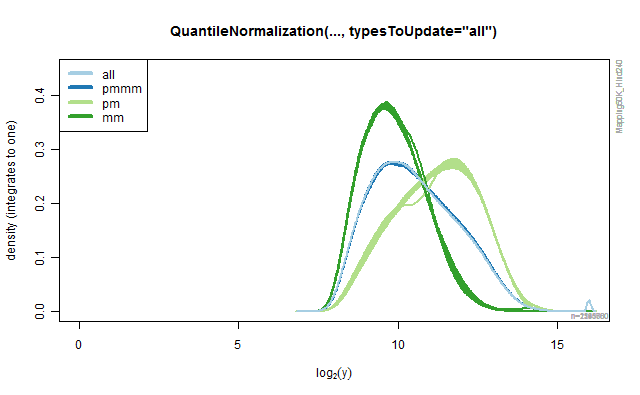 QuantileNormalization(..., typesToUpdate="all")
all
pmmm
pm
mm
density (integrates to one)
0.0
0.1
0.2
0.3
0.4
0
5
10
15
log2(y)
Mapping50K_Hind240